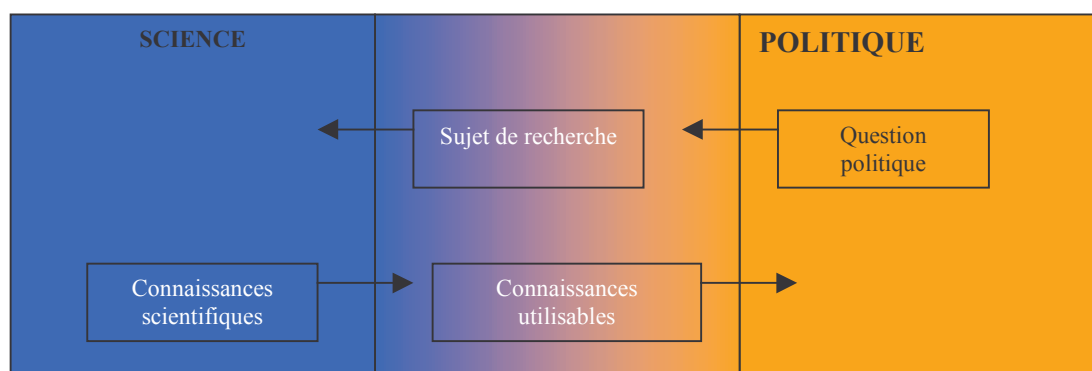 SCIENCE
POLITIQUE
Sujet de recherche
Question
politique
Connaissances
scientifiques
Connaissances
utilisables